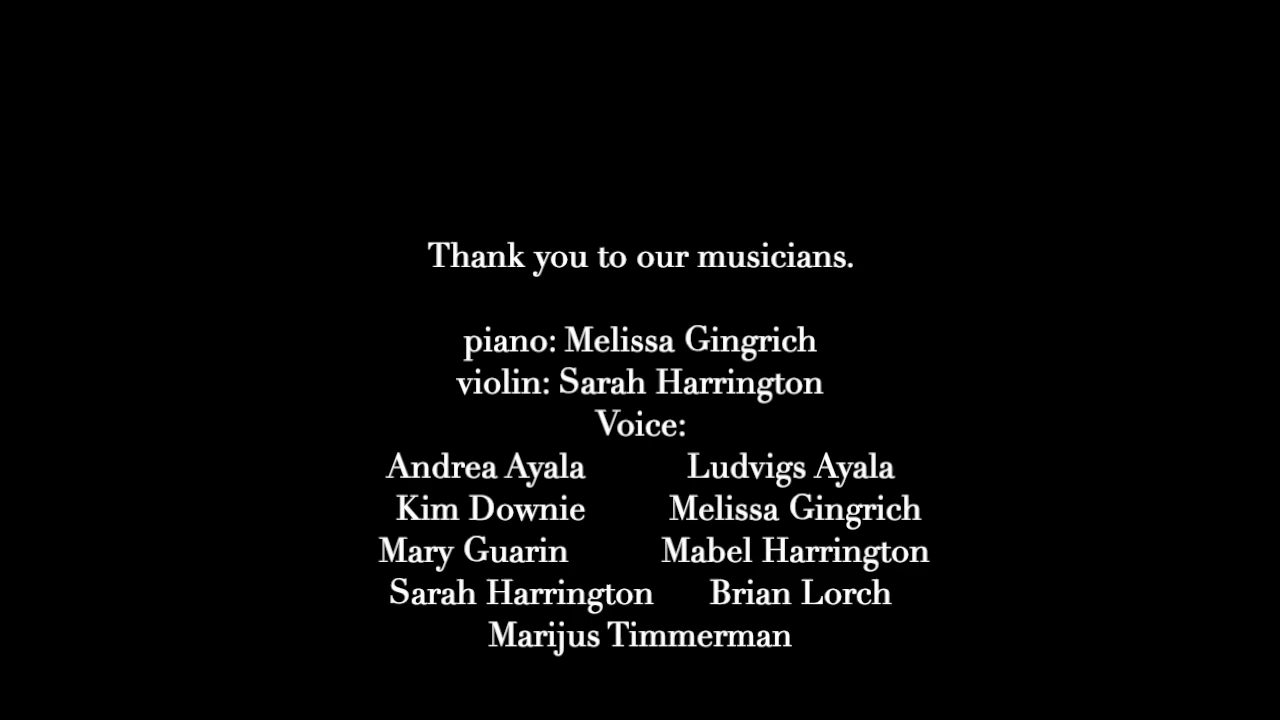 Thank you to our musicians.
piano: Melissa Gingrich
violin: Sarah Harrington
Voice:
Andrea Ayala Ludvigs Ayala
Kim Downie Melissa Gingrich
Mary Guarin Mabel Harrington
Sarah Harrington Brian Lorch
Marijus Timmerman